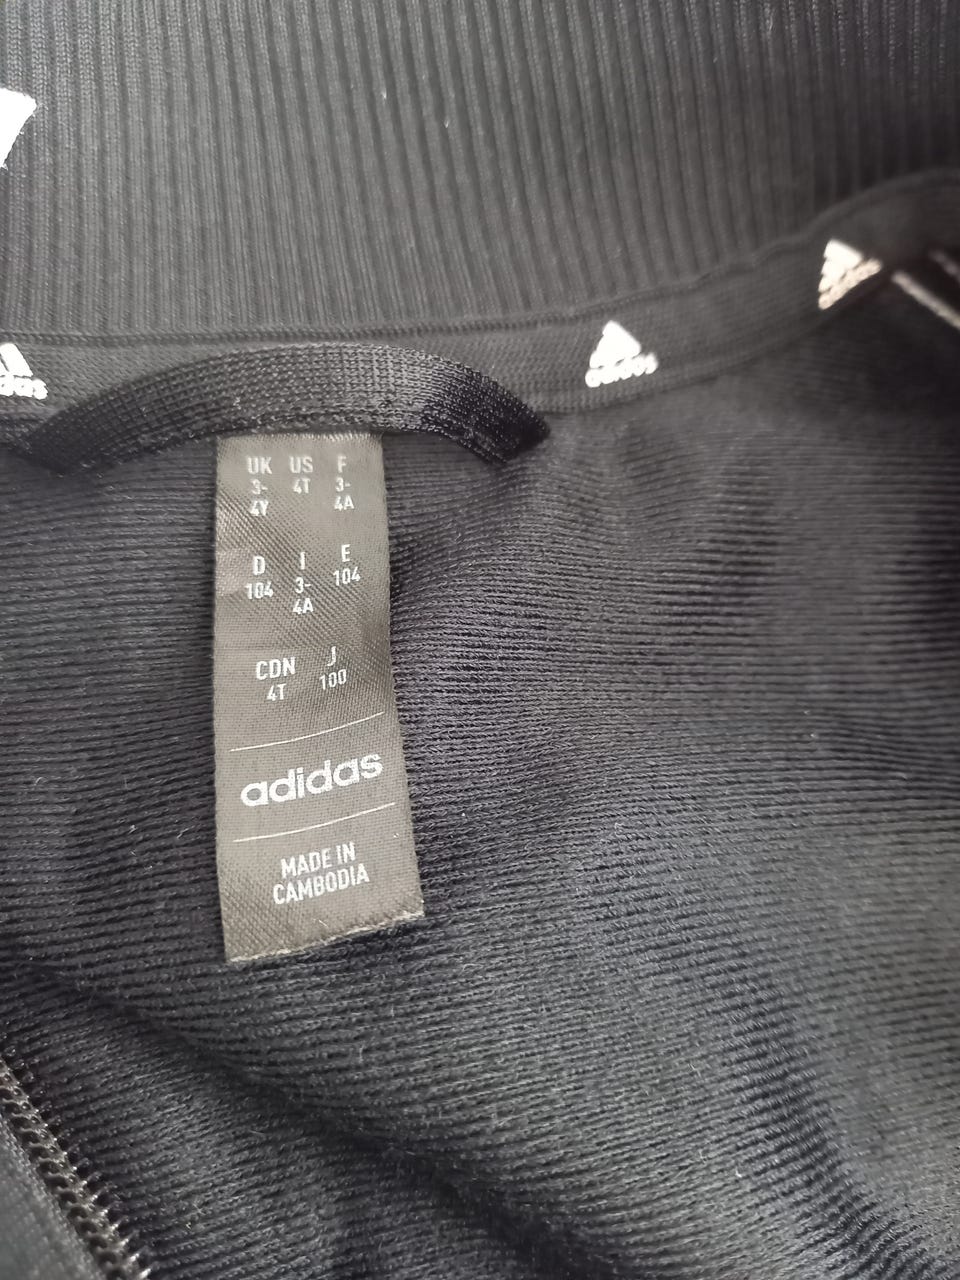 adidas
adidas
UK US F
3- 4T 3-
4Y 4A
D I E
104 3- 104
4A
CDN J
4T 100
adidas
MADE IN
CAMBODIA